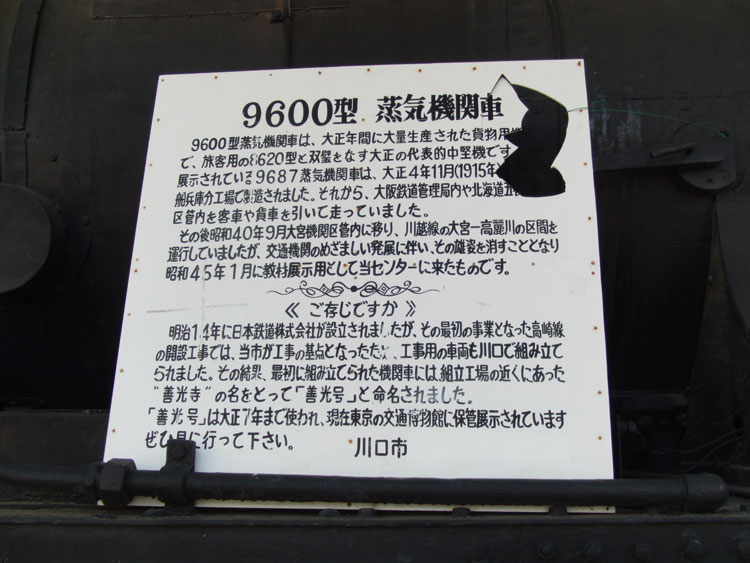 9600型 蒸気機関車
9600型蒸気機関車は、大正年間に大量生産された貨物用
で、旅客用の8620型と双璧をなす大正の代表的中堅機です
展示されている9687蒸気機関車は、大正4年11月(1915年
船兵庫分工場で製造されました。それから、大阪鉄道管理局内や北海道
区管内を客車や貨車を引いて走っていました。
その後昭和40年9月大宮機関区管内に移り、川越線の大宮一高麗川の区間を
運行していましたが、交通機関のめざましい発展に伴い、その雄姿を消すこととなり
昭和45年1月に教材展示用として当センターに来たものです。
《ご存じですか》
明治14年に日本鉄道株式会社が設立されましたが、その最初の事業となった高崎線
の開設工事では、当市が工事の基点となったため、工事用の車両も川口で組み立て
られました。その結果、最初に組み立てられた機関車には、組立工場の近くにあった
"善光寺"の名をとって「善光号」と命名されました。
「善光号」は大正7年まで使われ、現在東京の交通博物館に保管展示されています
ぜひ見に行って下さい。 川口市